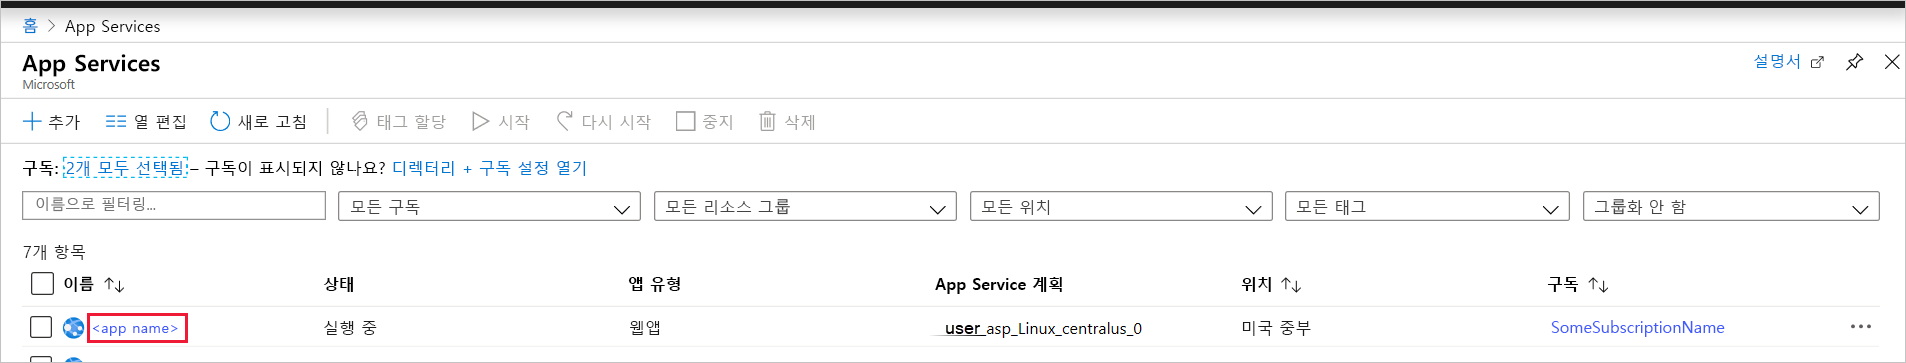 홈 > App Services
App Services
Microsoft
설명서
추가 열 편집 새로 고침 태그 할당 시작 다시 시작 중지 삭제
구독: 2개 모두 선택됨 – 구독이 표시되지 않나요? 디렉터리 + 구독 설정 열기
이름으로 필터링... 모든 구독 모든 리소스 그룹 모든 위치 모든 태그 그룹화 안 함
7개 항목
이름 ↑↓ 상태 앱 유형 App Service 계획 위치 ↑↓ 구독 ↑↓
<app name> 실행 중 웹앱 _user_asp_Linux_centralus_0 미국 중부 SomeSubscriptionName ...